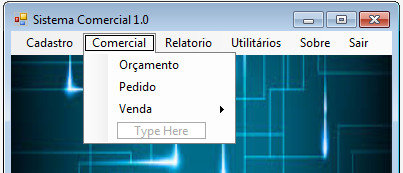 Sistema Comercial 1.0
Cadastro Comercial Relatorio Utilitários Sobre Sair
Orçamento
Pedido
Venda
Type Here